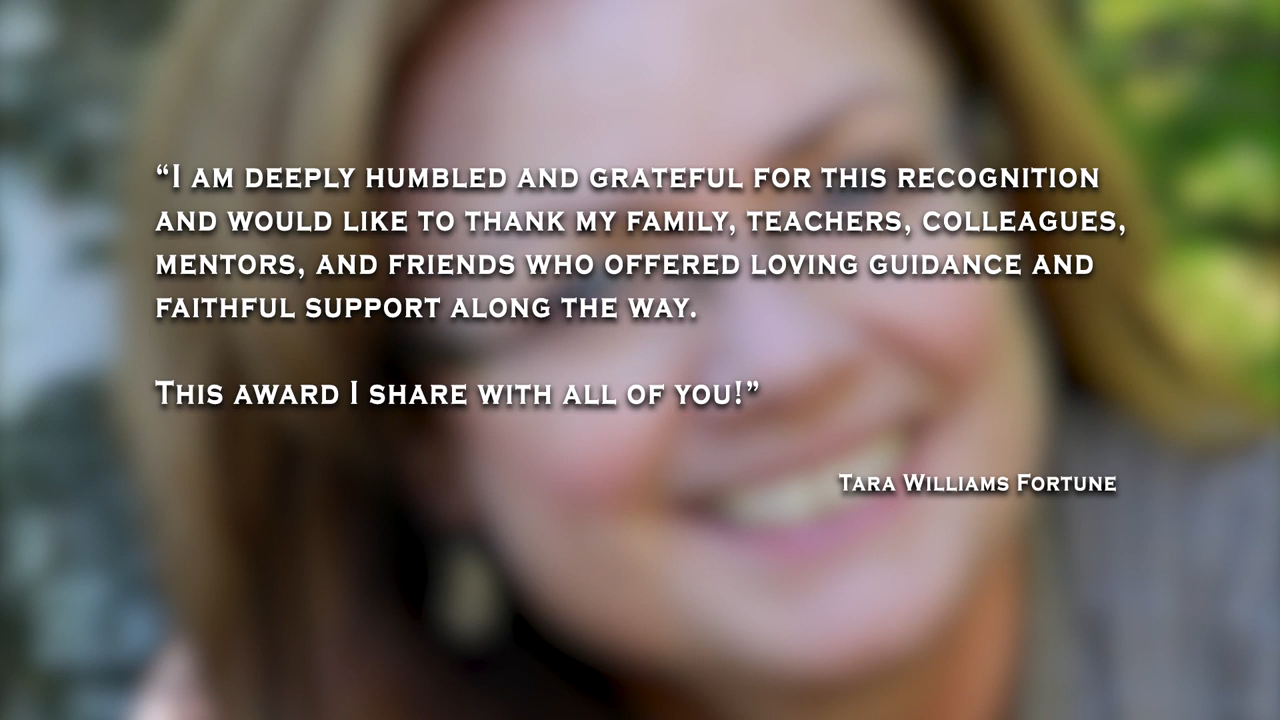 “I AM DEEPLY HUMBLED AND GRATEFUL FOR THIS RECOGNITION
AND WOULD LIKE TO THANK MY FAMILY, TEACHERS, COLLEAGUES,
MENTORS, AND FRIENDS WHO OFFERED LOVING GUIDANCE AND
FAITHFUL SUPPORT ALONG THE WAY.
THIS AWARD I SHARE WITH ALL OF YOU!”
TARA WILLIAMS FORTUNE